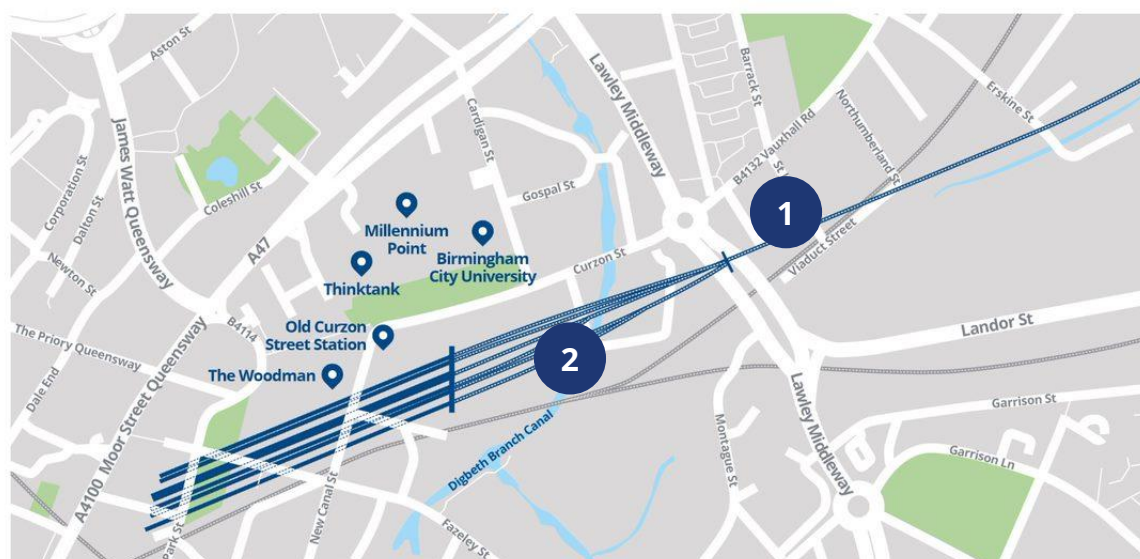 Aston St
James Watt Queensway
Corporation St
Dalton St
Newton St
Coleshill St
A47
Cardigan St
Gospal St
Lawley Middleway
Barrack St
B4132 Vauxhall Rd
Northumberland St
Erskine St
1
Viaduct Street
Millennium
Point
Birmingham
City University
Thinktank
Curzon St
Old Curzon
Street Station
The Woodman
2
B4114
The Priory Queensway
Dale End
A4100 Moor Street Queensway
Park St
New Canal St
Fazeley St
Digbeth Branch Canal
Landor St
Lawley Middleway
Montague St
Garrison St
Garrison Ln